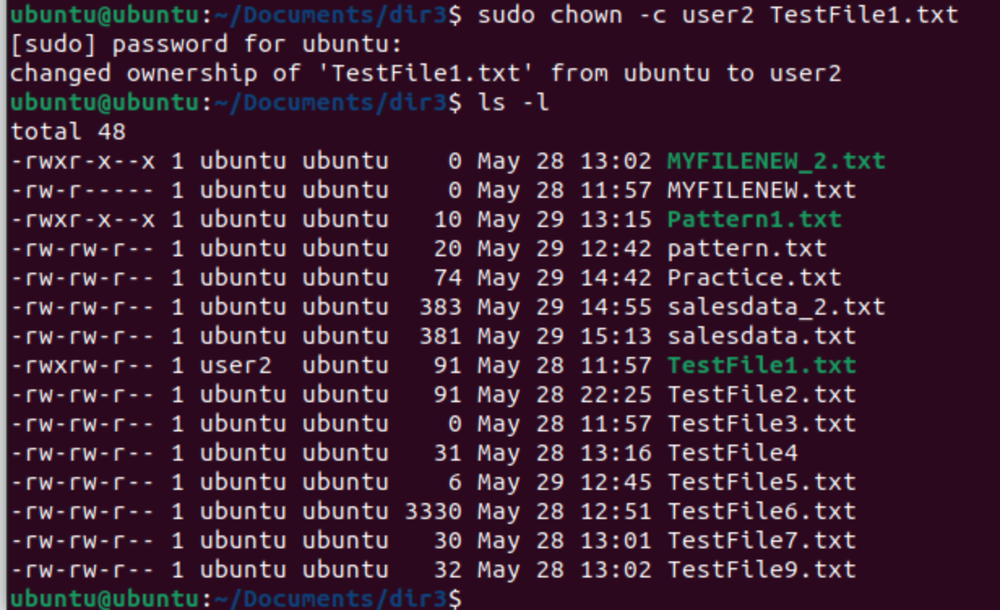 ubuntu@ubuntu:~/Documents/dir3$ sudo chown -c user2 TestFile1.txt
[sudo] password for ubuntu:
changed ownership of 'TestFile1.txt' from ubuntu to user2
ubuntu@ubuntu:~/Documents/dir3$ ls -l
total 48
-rwxr-x--x 1 ubuntu ubuntu    0 May 28 13:02 MYFILENEW_2.txt
-rw-r----- 1 ubuntu ubuntu    0 May 28 11:57 MYFILENEW.txt
-rwxr-x--x 1 ubuntu ubuntu   10 May 29 13:15 Pattern1.txt
-rw-rw-r-- 1 ubuntu ubuntu   20 May 29 12:42 pattern.txt
-rw-rw-r-- 1 ubuntu ubuntu   74 May 29 14:42 Practice.txt
-rw-rw-r-- 1 ubuntu ubuntu  383 May 29 14:55 salesdata_2.txt
-rw-rw-r-- 1 ubuntu ubuntu  381 May 29 15:13 salesdata.txt
-rwxrw-r-- 1 user2  ubuntu   91 May 28 11:57 TestFile1.txt
-rw-rw-r-- 1 ubuntu ubuntu   91 May 28 22:25 TestFile2.txt
-rw-rw-r-- 1 ubuntu ubuntu    0 May 28 11:57 TestFile3.txt
-rw-rw-r-- 1 ubuntu ubuntu   31 May 28 13:16 TestFile4
-rw-rw-r-- 1 ubuntu ubuntu    6 May 29 12:45 TestFile5.txt
-rw-rw-r-- 1 ubuntu ubuntu 3330 May 28 12:51 TestFile6.txt
-rw-rw-r-- 1 ubuntu ubuntu   30 May 28 13:01 TestFile7.txt
-rw-rw-r-- 1 ubuntu ubuntu   32 May 28 13:02 TestFile9.txt
ubuntu@ubuntu:~/Documents/dir3$